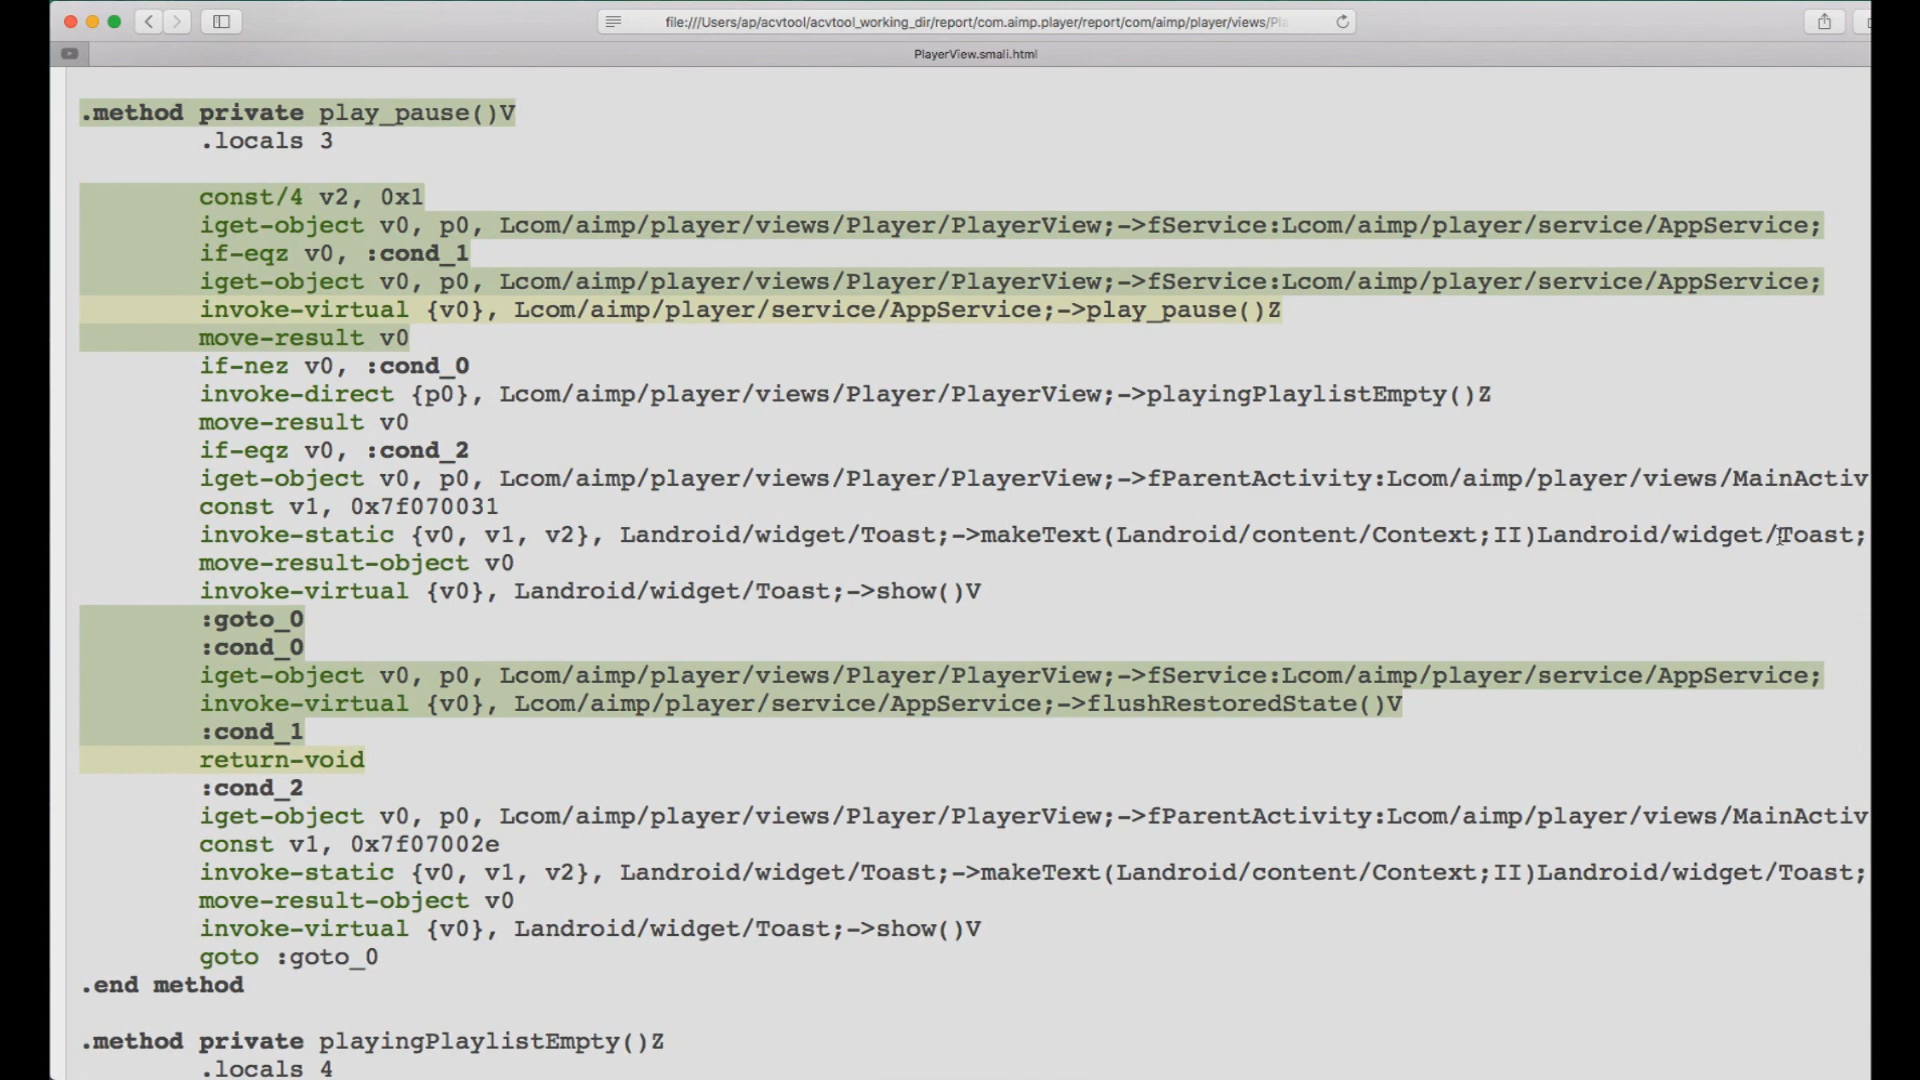 file:///Users/ap/acvtool/acvtool_working_dir/report/com.aimp.player/report/com/aimp/player/views/Pl
PlayerView.smali.html
.method private play_pause()V
.locals 3
const/4 v2, 0x1
iget-object v0, p0, Lcom/aimp/player/views/Player/PlayerView;->fService:Lcom/aimp/player/service/AppService;
if-eqz v0, :cond_1
iget-object v0, p0, Lcom/aimp/player/views/Player/PlayerView;->fService:Lcom/aimp/player/service/AppService;
invoke-virtual {v0}, Lcom/aimp/player/service/AppService;->play_pause()Z
move-result v0
if-nez v0, :cond_0
invoke-direct {p0}, Lcom/aimp/player/views/Player/PlayerView;->playingPlaylistEmpty()Z
move-result v0
if-eqz v0, :cond_2
iget-object v0, p0, Lcom/aimp/player/views/Player/PlayerView;->fParentActivity:Lcom/aimp/player/views/MainActiv
const v1, 0x7f070031
invoke-static {v0, v1, v2}, Landroid/widget/Toast;->makeText(Landroid/content/Context;II)Landroid/widget/Toast;
move-result-object v0
invoke-virtual {v0}, Landroid/widget/Toast;->show()V
:goto_0
:cond_0
iget-object v0, p0, Lcom/aimp/player/views/Player/PlayerView;->fService:Lcom/aimp/player/service/AppService;
invoke-virtual {v0}, Lcom/aimp/player/service/AppService;->flushRestoredState()V
:cond_1
return-void
:cond_2
iget-object v0, p0, Lcom/aimp/player/views/Player/PlayerView;->fParentActivity:Lcom/aimp/player/views/MainActiv
const v1, 0x7f07002e
invoke-static {v0, v1, v2}, Landroid/widget/Toast;->makeText(Landroid/content/Context;II)Landroid/widget/Toast;
move-result-object v0
invoke-virtual {v0}, Landroid/widget/Toast;->show()V
goto :goto_0
.end method
.method private playingPlaylistEmpty()Z
.locals 4